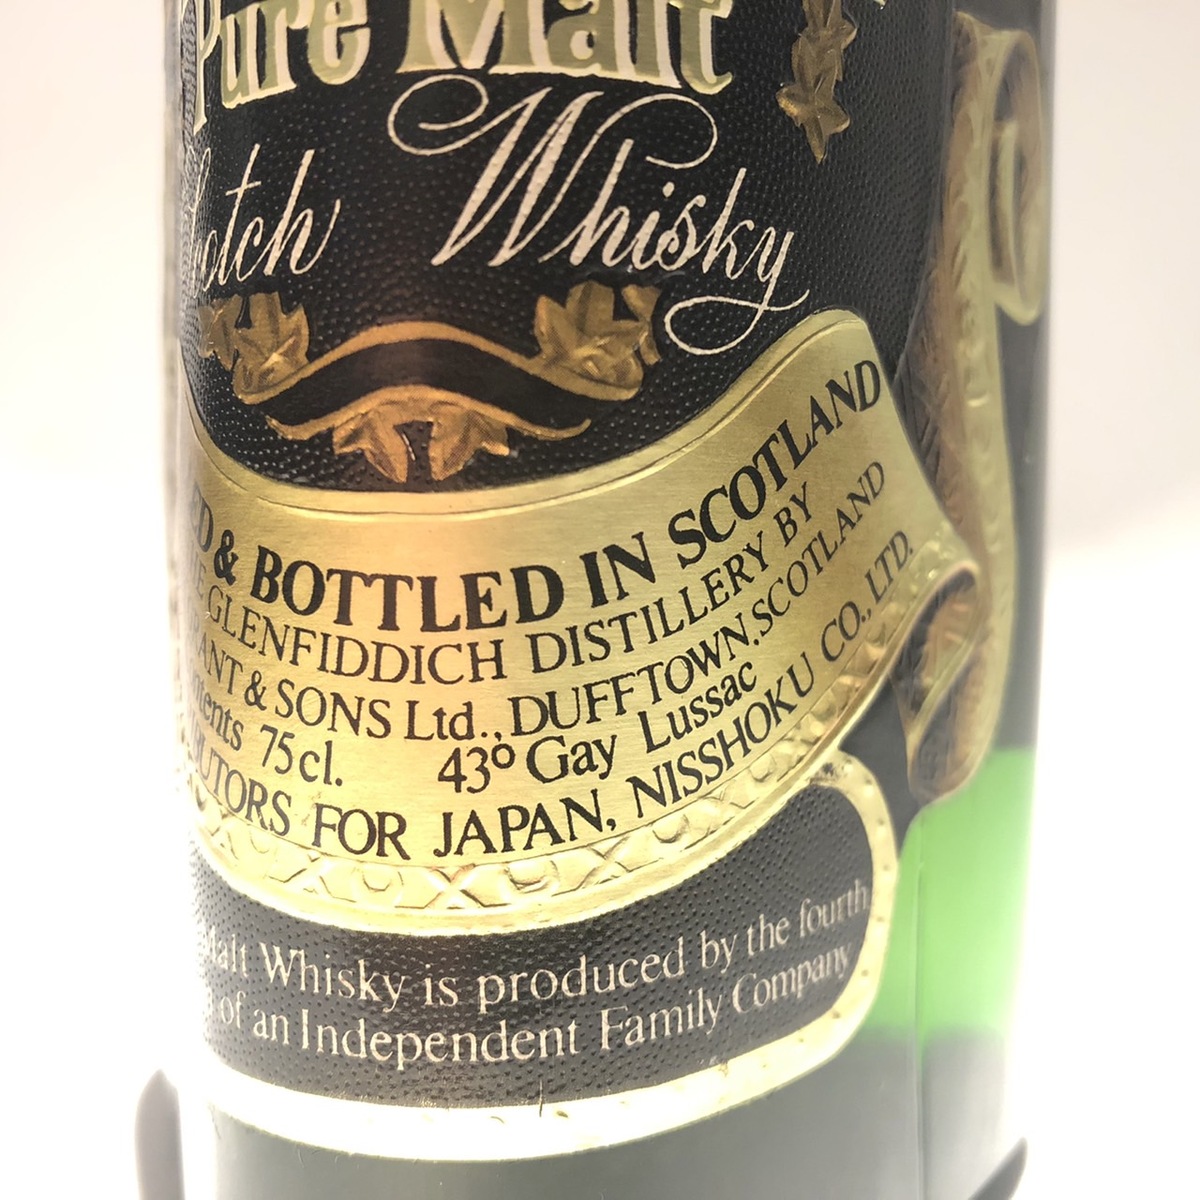 Pure Malt
Scotch Whisky
& BOTTLED IN SCOTLAND
GLENFIDDICH DISTILLERY BY
& SONS Ltd., DUFFTOWN, SCOTLAND
75cl. 43° Gay Lussac
FOR JAPAN, NISSHOKU CO., LTD.
Malt Whisky is produced by the fourth
of an Independent Family Company